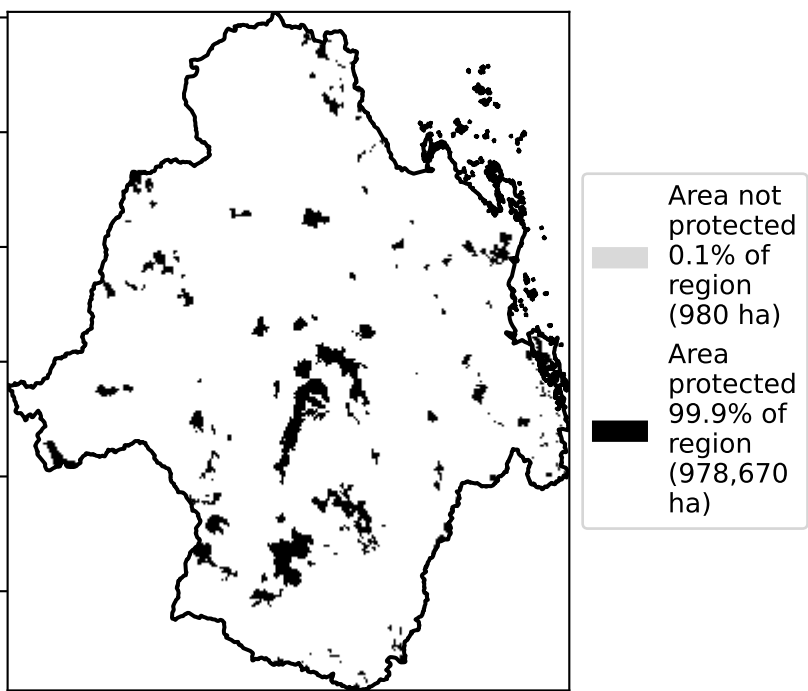 Area not
protected
0.1% of
region
(980 ha)
Area
protected
99.9% of
region
(978,670
ha)